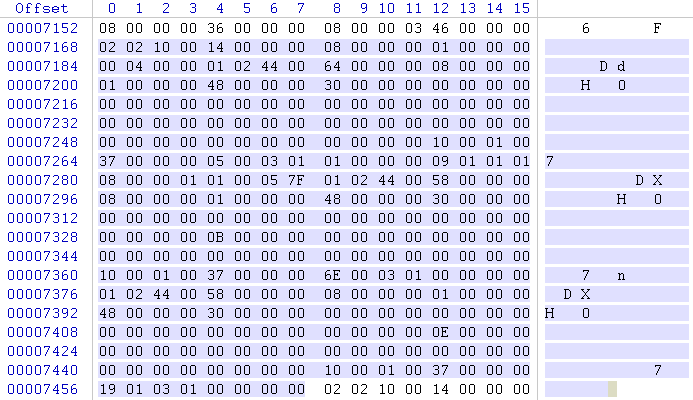 Offset 0 1 2 3 4 5 6 7 8 9 10 11 12 13 14 15
00007152 08 00 00 00 36 00 00 00 08 00 00 03 46 00 00 00 6 F
00007168 02 02 10 00 14 00 00 00 08 00 00 00 01 00 00 00
00007184 00 04 00 00 01 02 44 00 64 00 00 00 08 00 00 00 D d
00007200 01 00 00 00 48 00 00 00 30 00 00 00 00 00 00 00 H 0
00007216 00 00 00 00 00 00 00 00 00 00 00 00 00 00 00 00
00007232 00 00 00 00 00 00 00 00 00 00 00 00 00 00 00 00
00007248 00 00 00 00 00 00 00 00 00 00 00 00 10 00 01 00
00007264 37 00 00 00 05 00 03 01 01 00 00 00 09 01 01 01 7
00007280 08 00 00 01 01 00 05 7F 01 02 44 00 58 00 00 00 D X
00007296 08 00 00 00 01 00 00 00 48 00 00 00 30 00 00 00 H 0
00007312 00 00 00 00 00 00 00 00 00 00 00 00 00 00 00 00
00007328 00 00 00 00 0B 00 00 00 00 00 00 00 00 00 00 00
00007344 00 00 00 00 00 00 00 00 00 00 00 00 00 00 00 00
00007360 10 00 01 00 37 00 00 00 6E 00 03 01 00 00 00 00 7 n
00007376 01 02 44 00 58 00 00 00 08 00 00 00 01 00 00 00 D X
00007392 48 00 00 00 30 00 00 00 00 00 00 00 00 00 00 00 H 0
00007408 00 00 00 00 00 00 00 00 00 00 00 00 0E 00 00 00
00007424 00 00 00 00 00 00 00 00 00 00 00 00 00 00 00 00
00007440 00 00 00 00 00 00 00 00 10 00 01 00 37 00 00 00 7
00007456 19 01 03 01 00 00 00 00 02 02 10 00 14 00 00 00